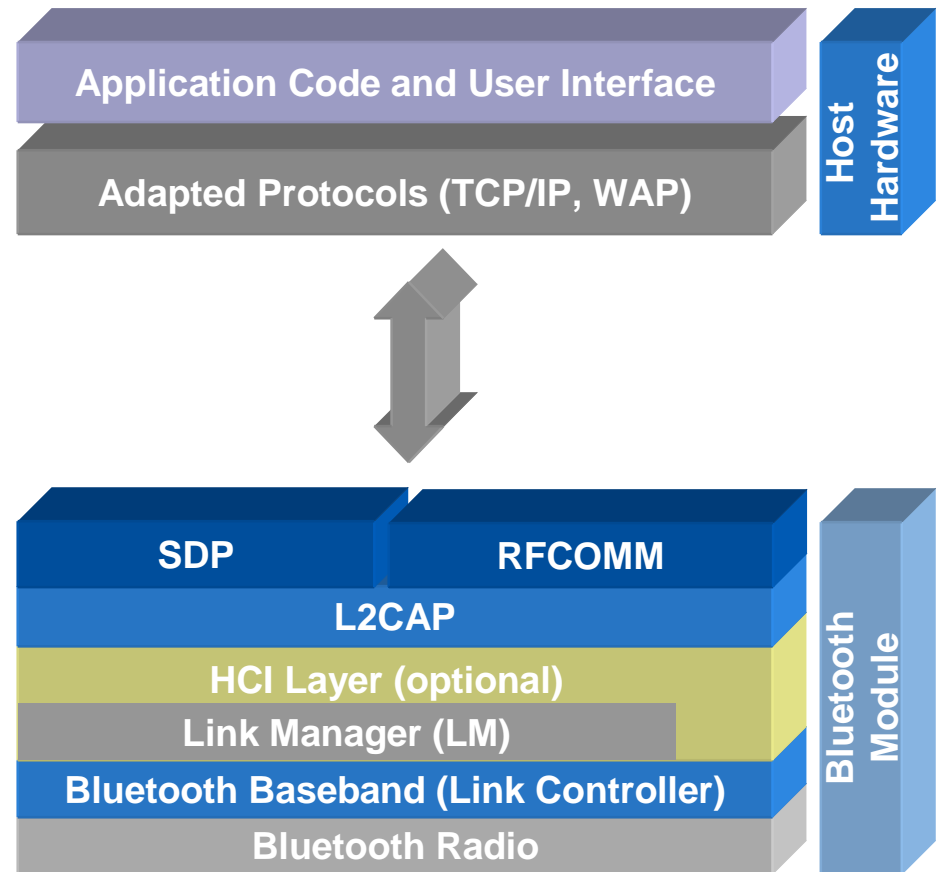 Application Code and User Interface
Host
Hardware
Adapted Protocols (TCP/IP, WAP)
SDP
RFCOMM
L2CAP
HCI Layer (optional)
Link Manager (LM)
Bluetooth Baseband (Link Controller)
Bluetooth Radio
Bluetooth
Module